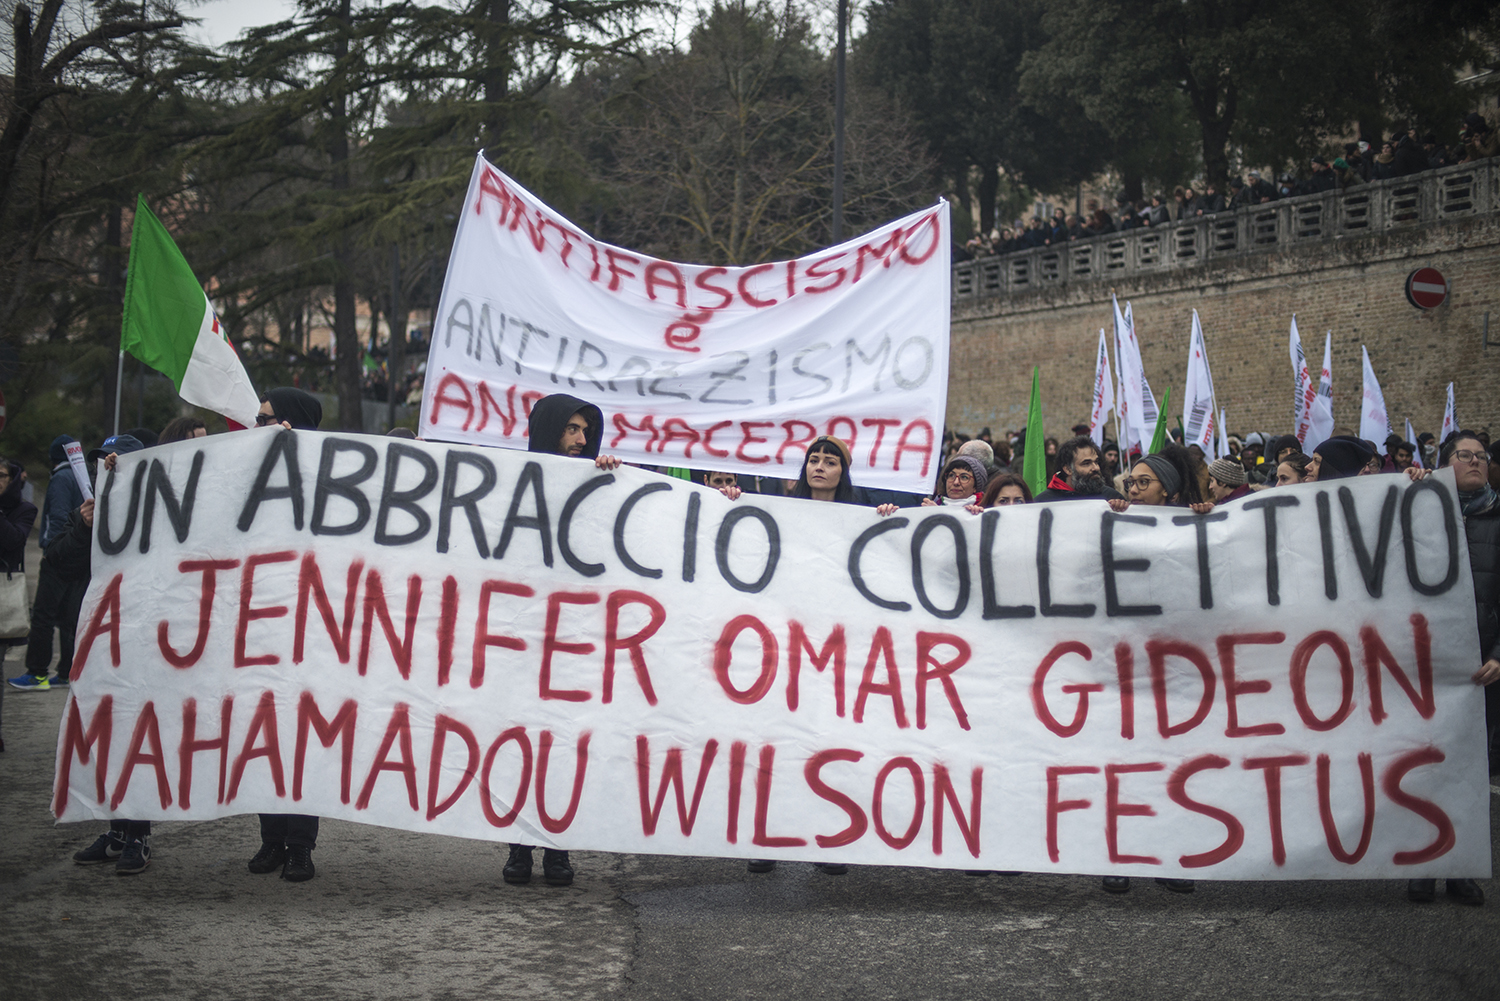 ANTIFASCISMO
è
ANTIRAZZISMO
MACERATA
UN ABBRACCIO COLLETTIVO
A JENNIFER OMAR GIDEON
MAHAMADOU WILSON FESTUS